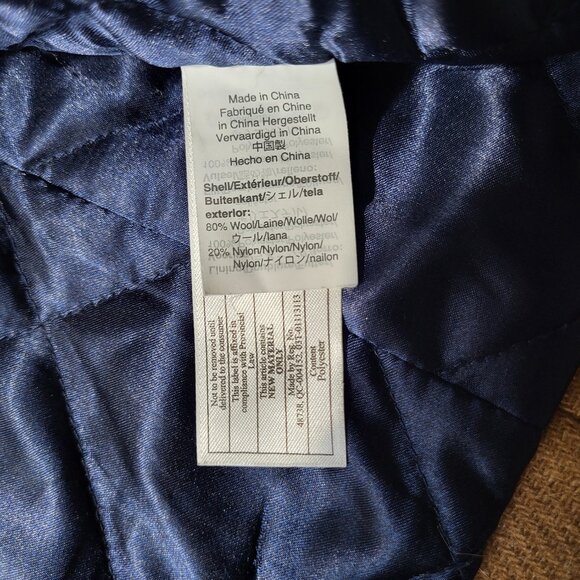 Made in China
Fabriqué en Chine
in China Hergestellt
Vervaardigd in China
中国製
Hecho en China
Shell/Extérieur/Oberstoff/
Buitenkant/シェル/tela
exterior:
80% Wool/Laine/Wolle/Wol/
ウール/lana
20% Nylon/Nylon/Nylon/
Nylon/ナイロン/nailon
Not to be removed until
delivered to the consumer
This label is affixed in
compliance with Provincial
Law
This article contains
NEW MATERIAL
ONLY
Made by Reg. No.
Content
Polyester